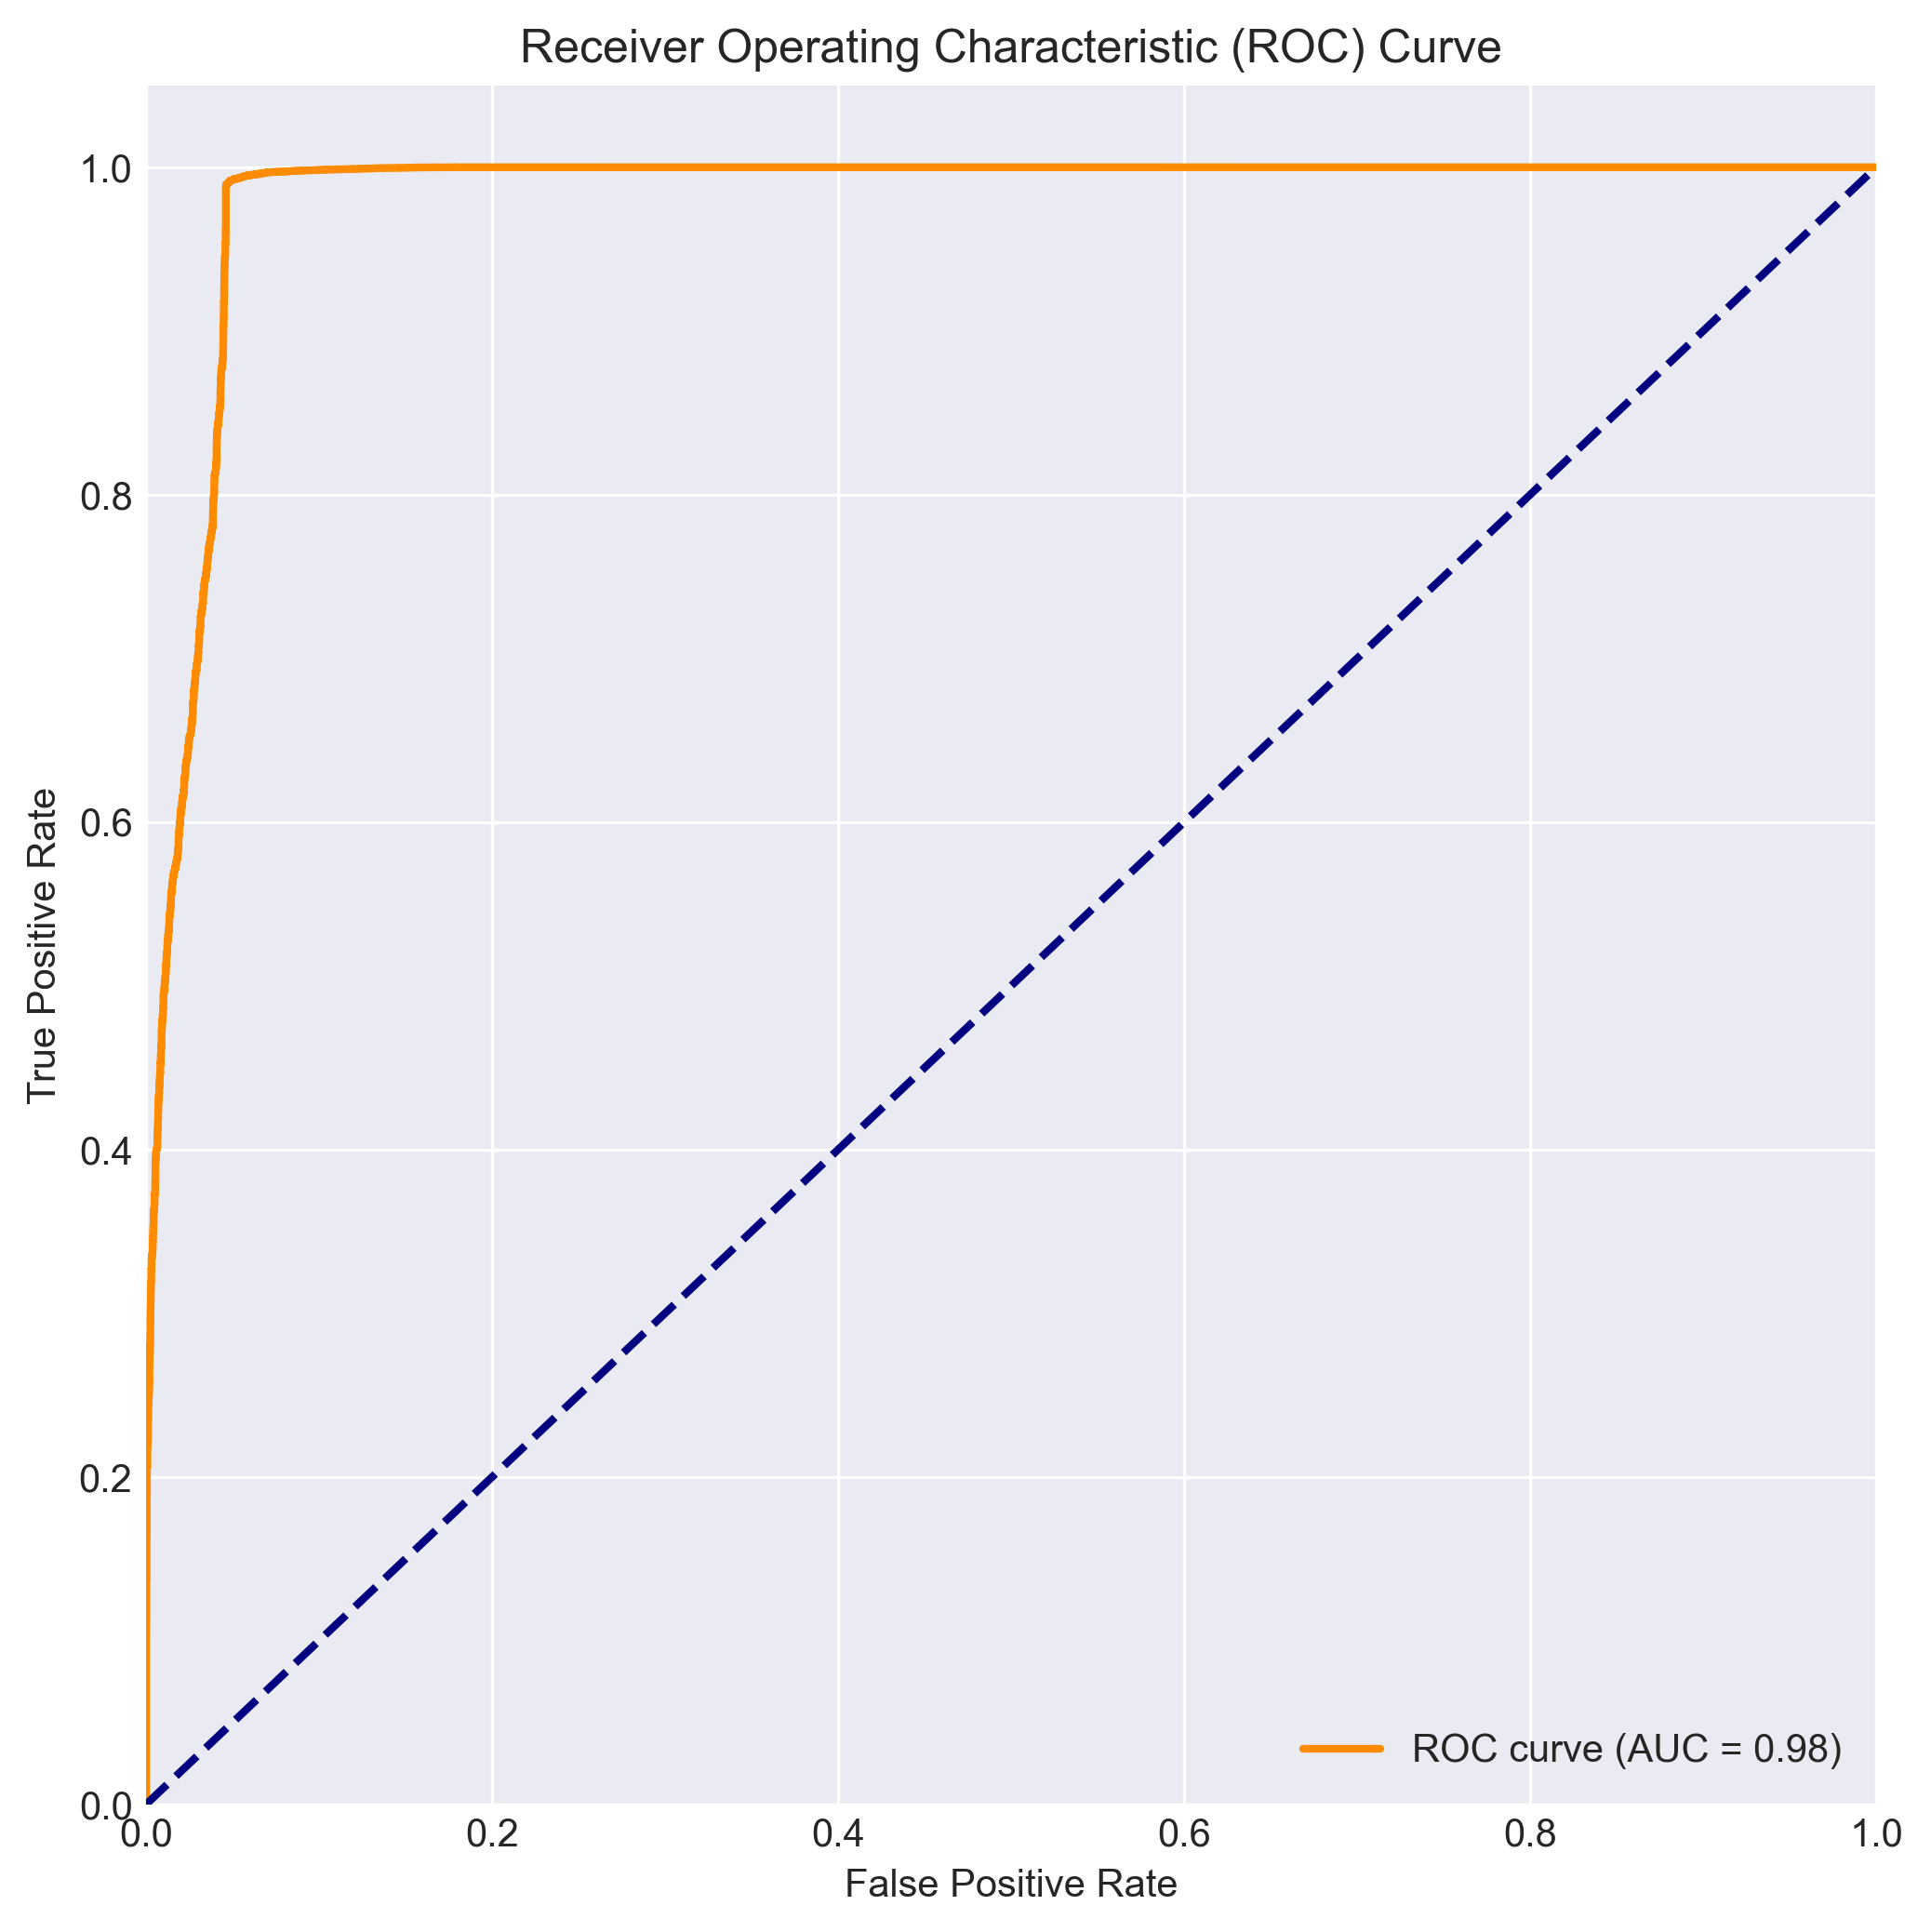 Receiver Operating Characteristic (ROC) Curve
1.0
0.8
0.6
0.4
0.2
0.0
True Positive Rate
ROC curve (AUC = 0.98)
0.0 0.2 0.4 0.6 0.8 1.0
False Positive Rate